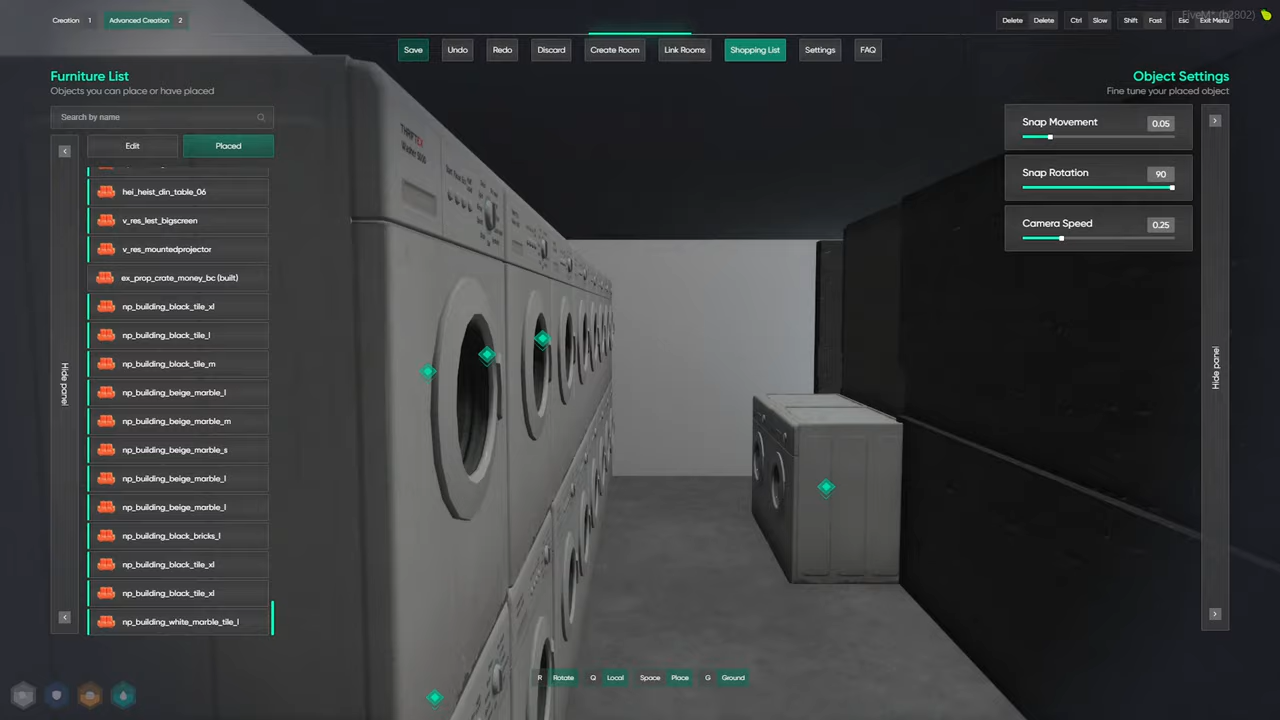 Creation 1 Advanced Creation 2
FiveM* (b2802)
Delete Delete Ctrl Slow Shift Fast Esc Exit Menu
Save Undo Redo Discard Create Room Link Rooms Shopping List Settings FAQ
Furniture List
Objects you can place or have placed
Search by name
Edit Placed
hei_heist_din_table_06
v_res_lest_bigscreen
v_res_mountedprojector
ex_prop_crate_money_bc (built)
np_building_black_tile_xl
np_building_black_tile_l
np_building_black_tile_m
np_building_beige_marble_l
np_building_beige_marble_m
np_building_beige_marble_s
np_building_beige_marble_l
np_building_beige_marble_l
np_building_black_bricks_l
np_building_black_tile_xl
np_building_black_tile_xl
np_building_white_marble_tile_l
Hide panel
Object Settings
Fine tune your placed object
Snap Movement 0.05
Snap Rotation 90
Camera Speed 0.25
Hide panel
R Rotate Q Local Space Place G Ground